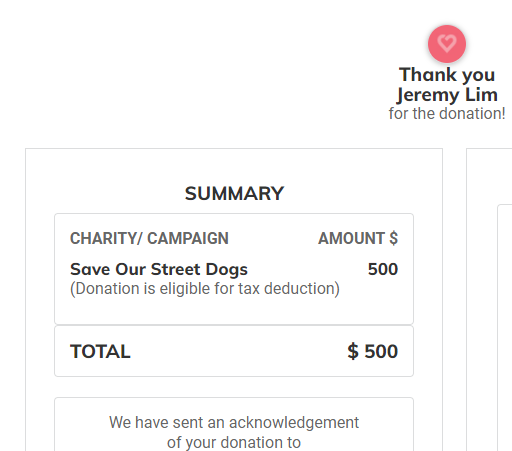 Thank you
Jeremy Lim
for the donation!
SUMMARY
CHARITY/ CAMPAIGN AMOUNT $
Save Our Street Dogs 500
(Donation is eligible for tax deduction)
TOTAL $ 500
We have sent an acknowledgement
of your donation to